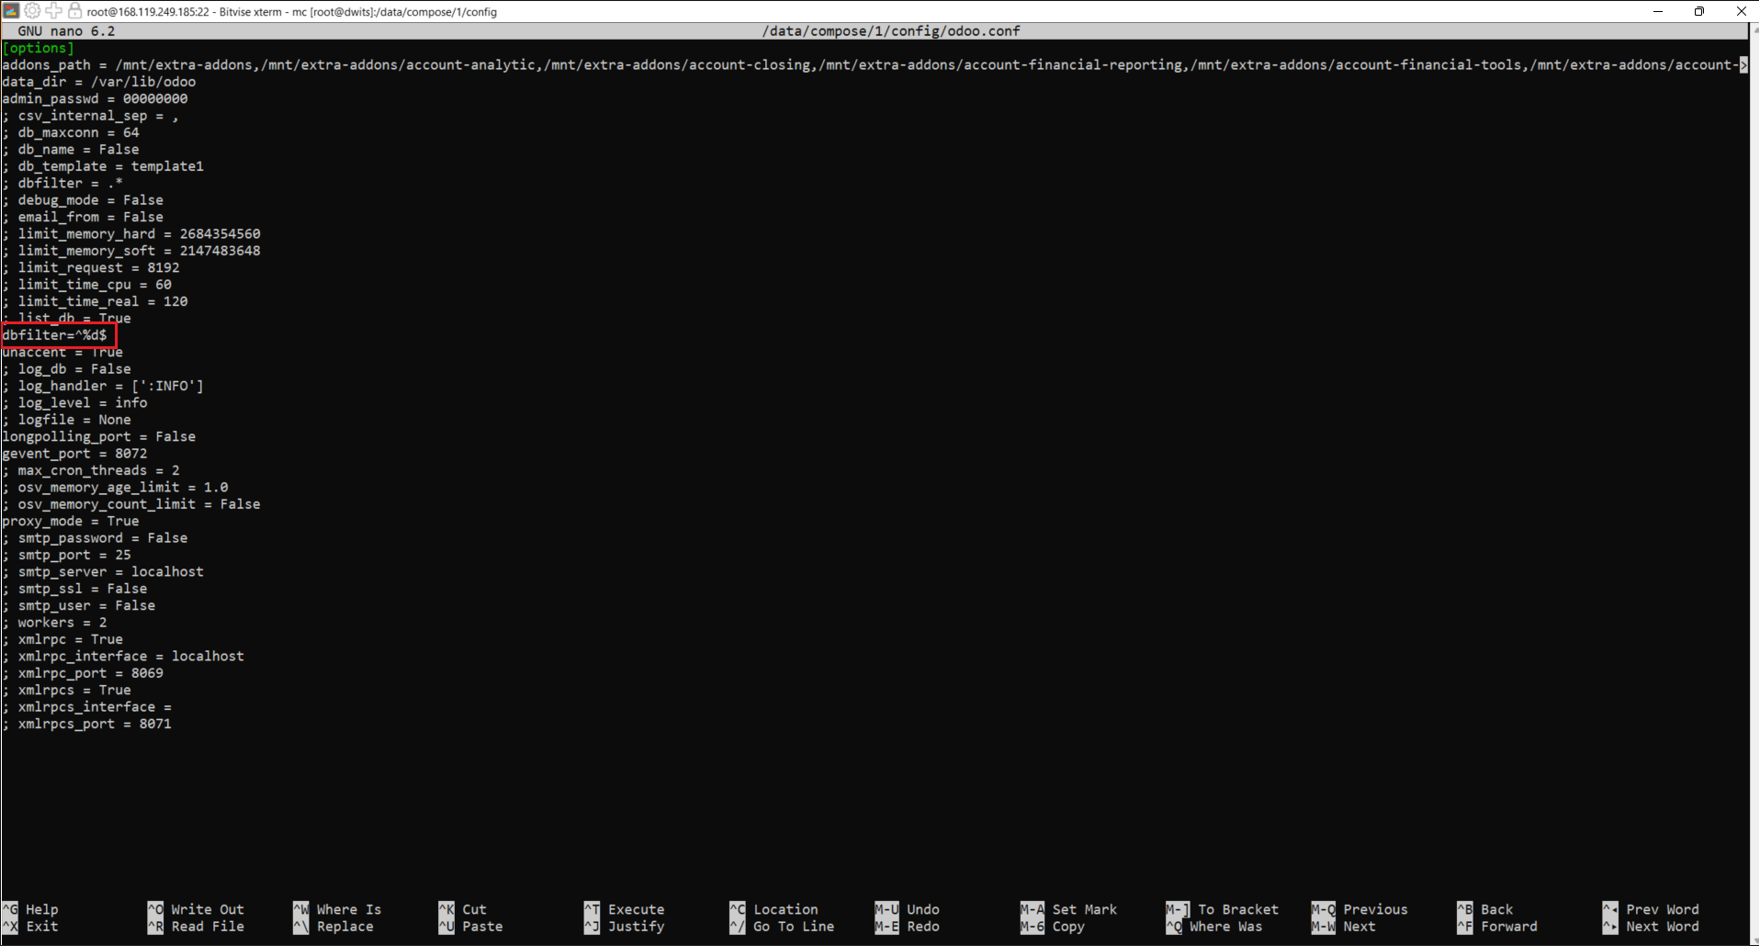 root@168.119.249.185:22 - Bitvise xterm - mc [root@dwits]:/data/compose/1/config
GNU nano 6.2 /data/compose/1/config/odoo.conf
[options]
addons_path = /mnt/extra-addons,/mnt/extra-addons/account-analytic,/mnt/extra-addons/account-closing,/mnt/extra-addons/account-financial-reporting,/mnt/extra-addons/account-financial-tools,/mnt/extra-addons/account->
data_dir = /var/lib/odoo
admin_passwd = 00000000
; csv_internal_sep = ,
; db_maxconn = 64
; db_name = False
; db_template = template1
; dbfilter = .*
; debug_mode = False
; email_from = False
; limit_memory_hard = 2684354560
; limit_memory_soft = 2147483648
; limit_request = 8192
; limit_time_cpu = 60
; limit_time_real = 120
; list_db = True
dbfilter=^%d$
unaccent = True
; log_db = False
; log_handler = [':INFO']
; log_level = info
; logfile = None
longpolling_port = False
gevent_port = 8072
; max_cron_threads = 2
; osv_memory_age_limit = 1.0
; osv_memory_count_limit = False
proxy_mode = True
; smtp_password = False
; smtp_port = 25
; smtp_server = localhost
; smtp_ssl = False
; smtp_user = False
; workers = 2
; xmlrpc = True
; xmlrpc_interface = localhost
; xmlrpc_port = 8069
; xmlrpcs = True
; xmlrpcs_interface =
; xmlrpcs_port = 8071
^G Help ^O Write Out ^W Where Is ^K Cut ^T Execute ^C Location M-U Undo M-A Set Mark M-] To Bracket M-Q Previous ^B Back ^◂ Prev Word
^X Exit ^R Read File ^\ Replace ^U Paste ^J Justify ^/ Go To Line M-E Redo M-6 Copy ^Q Where Was M-W Next ^F Forward ^▸ Next Word